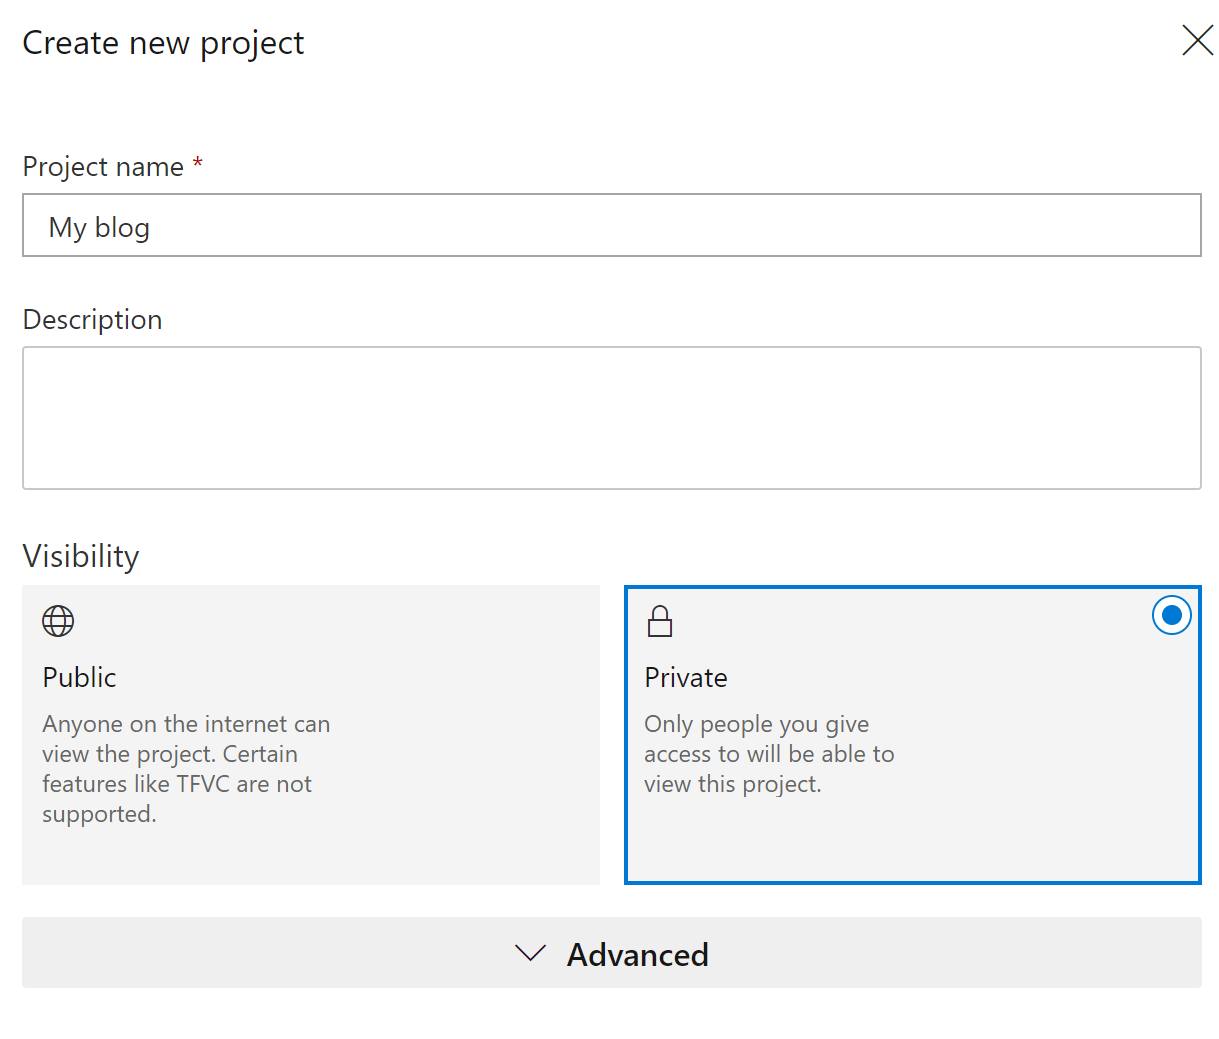 Create new project
Project name *
My blog
Description
Visibility
Public
Anyone on the internet can
view the project. Certain
features like TFVC are not
supported.
Private
Only people you give
access to will be able to
view this project.
Advanced